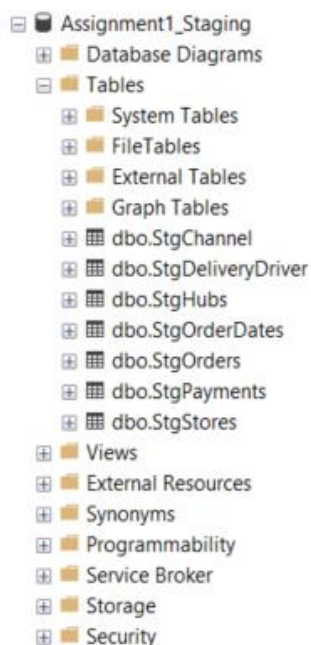 Assignment1_Staging
Database Diagrams
Tables
System Tables
FileTables
External Tables
Graph Tables
dbo.StgChannel
dbo.StgDeliveryDriver
dbo.StgHubs
dbo.StgOrderDates
dbo.StgOrders
dbo.StgPayments
dbo.StgStores
Views
External Resources
Synonyms
Programmability
Service Broker
Storage
Security